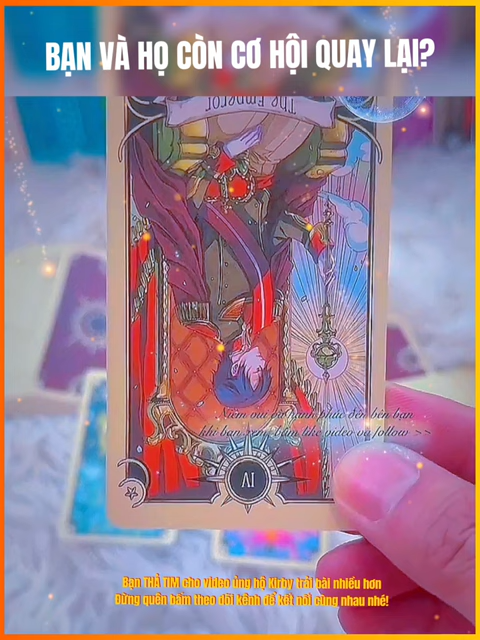 BẠN VÀ HỌ CÒN CƠ HỘI QUAY LẠI?
The Emperor
Niềm vui và hạnh phúc đến bên bạn
khi bạn xem, bấm like video và follow >>
IV
Bạn THẢ TIM cho video ủng hộ Kirby trải bài nhiều hơn
Đừng quên bấm theo dõi kênh để kết nối cùng nhau nhé!